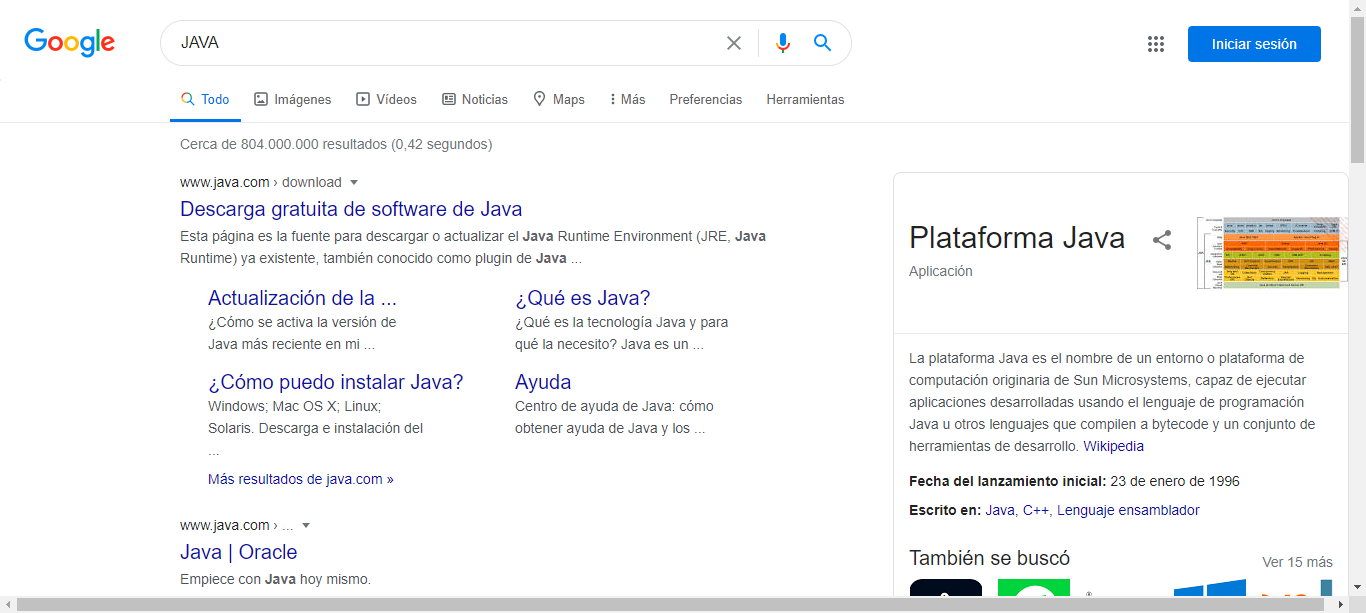 Google
JAVA
Iniciar sesión
Todo
Imágenes
Vídeos
Noticias
Maps
Más
Preferencias
Herramientas
Cerca de 804.000.000 resultados (0,42 segundos)
www.java.com › download
Descarga gratuita de software de Java
Esta página es la fuente para descargar o actualizar el Java Runtime Environment (JRE, Java
Runtime) ya existente, también conocido como plugin de Java ...
Actualización de la ...
¿Cómo se activa la versión de
Java más reciente en mi ...
¿Qué es Java?
¿Qué es la tecnología Java y para
qué la necesito? Java es un ...
¿Cómo puedo instalar Java?
Windows; Mac OS X; Linux;
Solaris. Descarga e instalación del
...
Ayuda
Centro de ayuda de Java: cómo
obtener ayuda de Java y los ...
Más resultados de java.com »
www.java.com › ...
Java | Oracle
Empiece con Java hoy mismo.
Plataforma Java
Aplicación
La plataforma Java es el nombre de un entorno o plataforma de
computación originaria de Sun Microsystems, capaz de ejecutar
aplicaciones desarrolladas usando el lenguaje de programación
Java u otros lenguajes que compilen a bytecode y un conjunto de
herramientas de desarrollo. Wikipedia
Fecha del lanzamiento inicial: 23 de enero de 1996
Escrito en: Java, C++, Lenguaje ensamblador
También se buscó
Ver 15 más